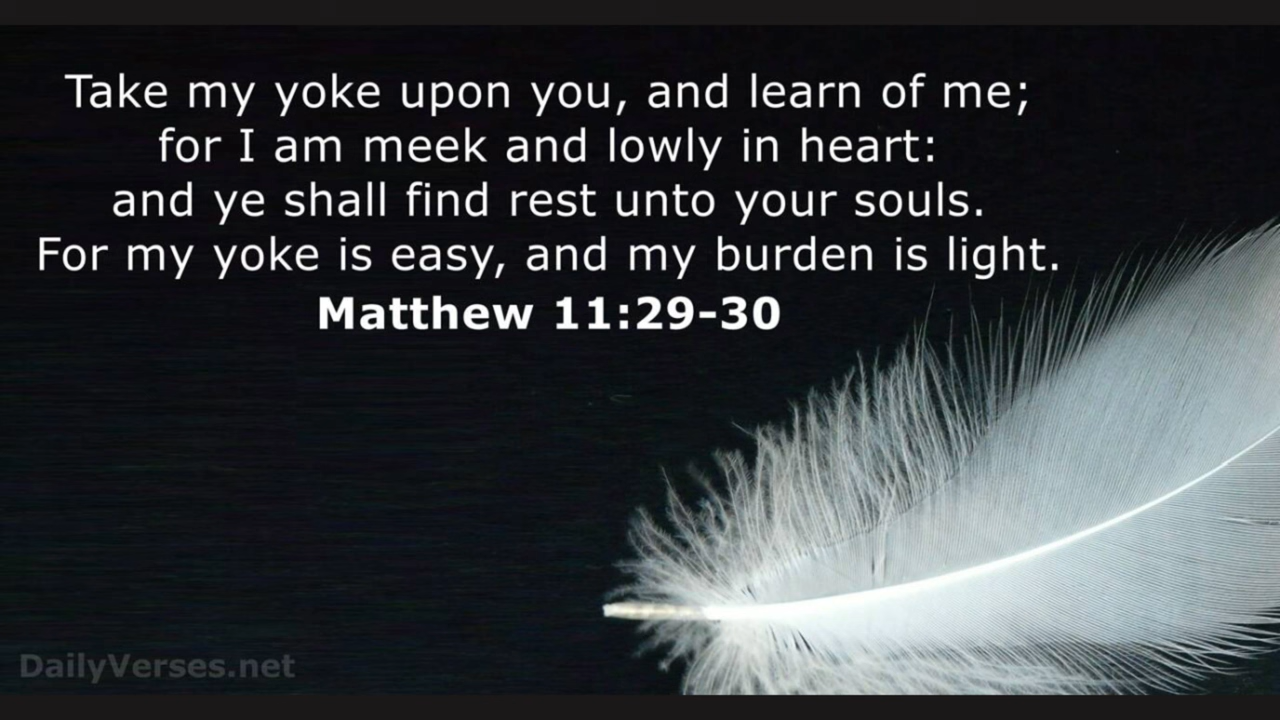 Take my yoke upon you, and learn of me;
for I am meek and lowly in heart:
and ye shall find rest unto your souls.
For my yoke is easy, and my burden is light.
Matthew 11:29-30
DailyVerses.net